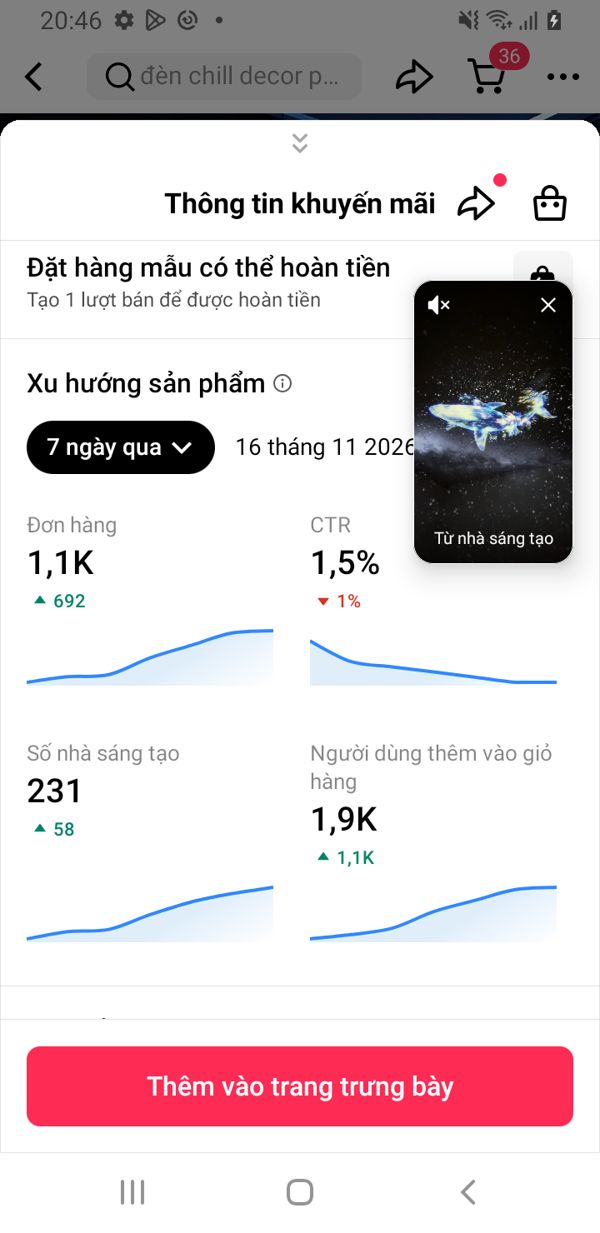 20:46
36
đèn chill decor p...
Thông tin khuyến mãi
Đặt hàng mẫu có thể hoàn tiền
Tạo 1 lượt bán để được hoàn tiền
Xu hướng sản phẩm
7 ngày qua
16 tháng 11 2026
Từ nhà sáng tạo
Đơn hàng
1,1K
692
CTR
1,5%
1%
Số nhà sáng tạo
231
58
Người dùng thêm vào giỏ
hàng
1,9K
1,1K
Thêm vào trang trưng bày